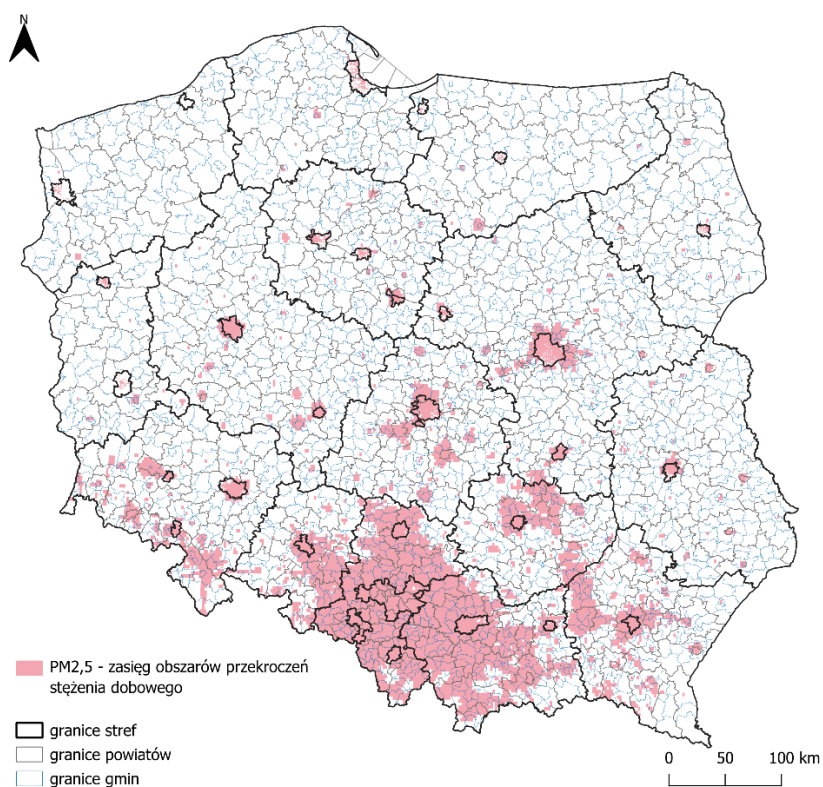 N
PM2,5 - zasięg obszarów przekroczeń
stężenia dobowego
granice stref
granice powiatów
granice gmin
0 50 100 km